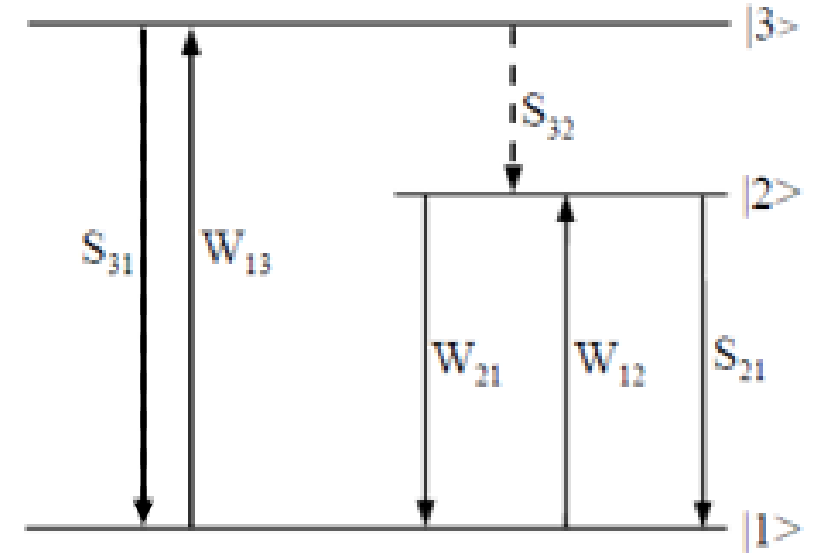 |3>
S₃₂
|2>
S₃₁
W₁₃
W₂₁
W₁₂
S₂₁
|1>